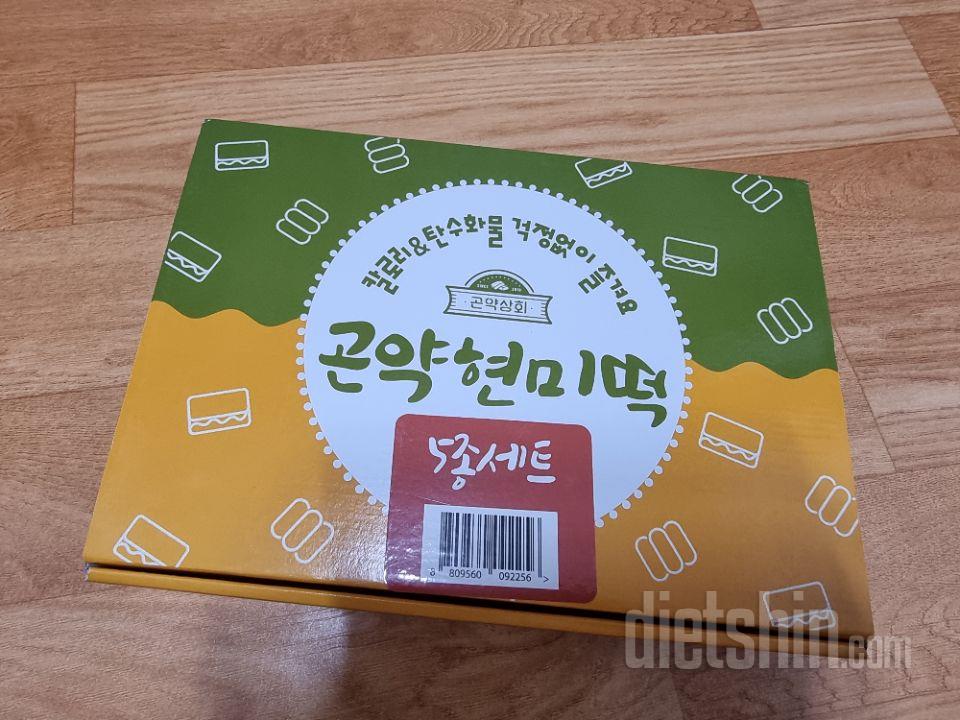 칼로리&탄수화물 걱정없이 즐겨요
·곤약상회·
곤약현미떡
5종세트
8 809560 092256 >
dietshin.com